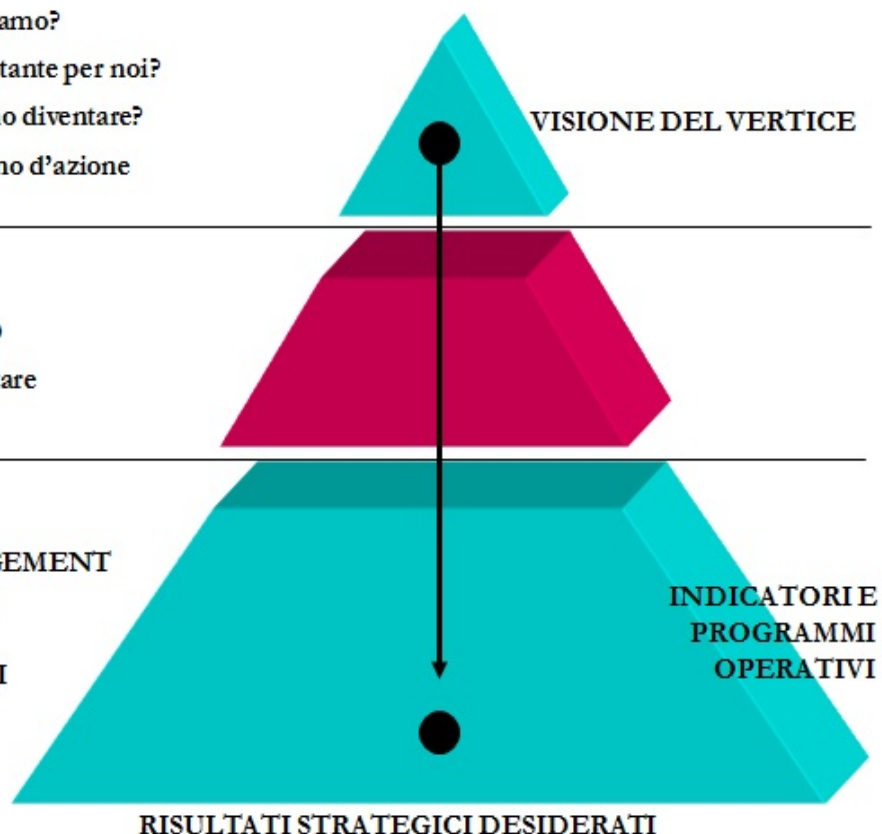 amo?
tante per noi?
o diventare?
no d'azione
VISIONE DEL VERTICE
are
GEMENT
INDICATORI E
PROGRAMMI
OPERATIVI
I
RISULTATI STRATEGICI DESIDERATI